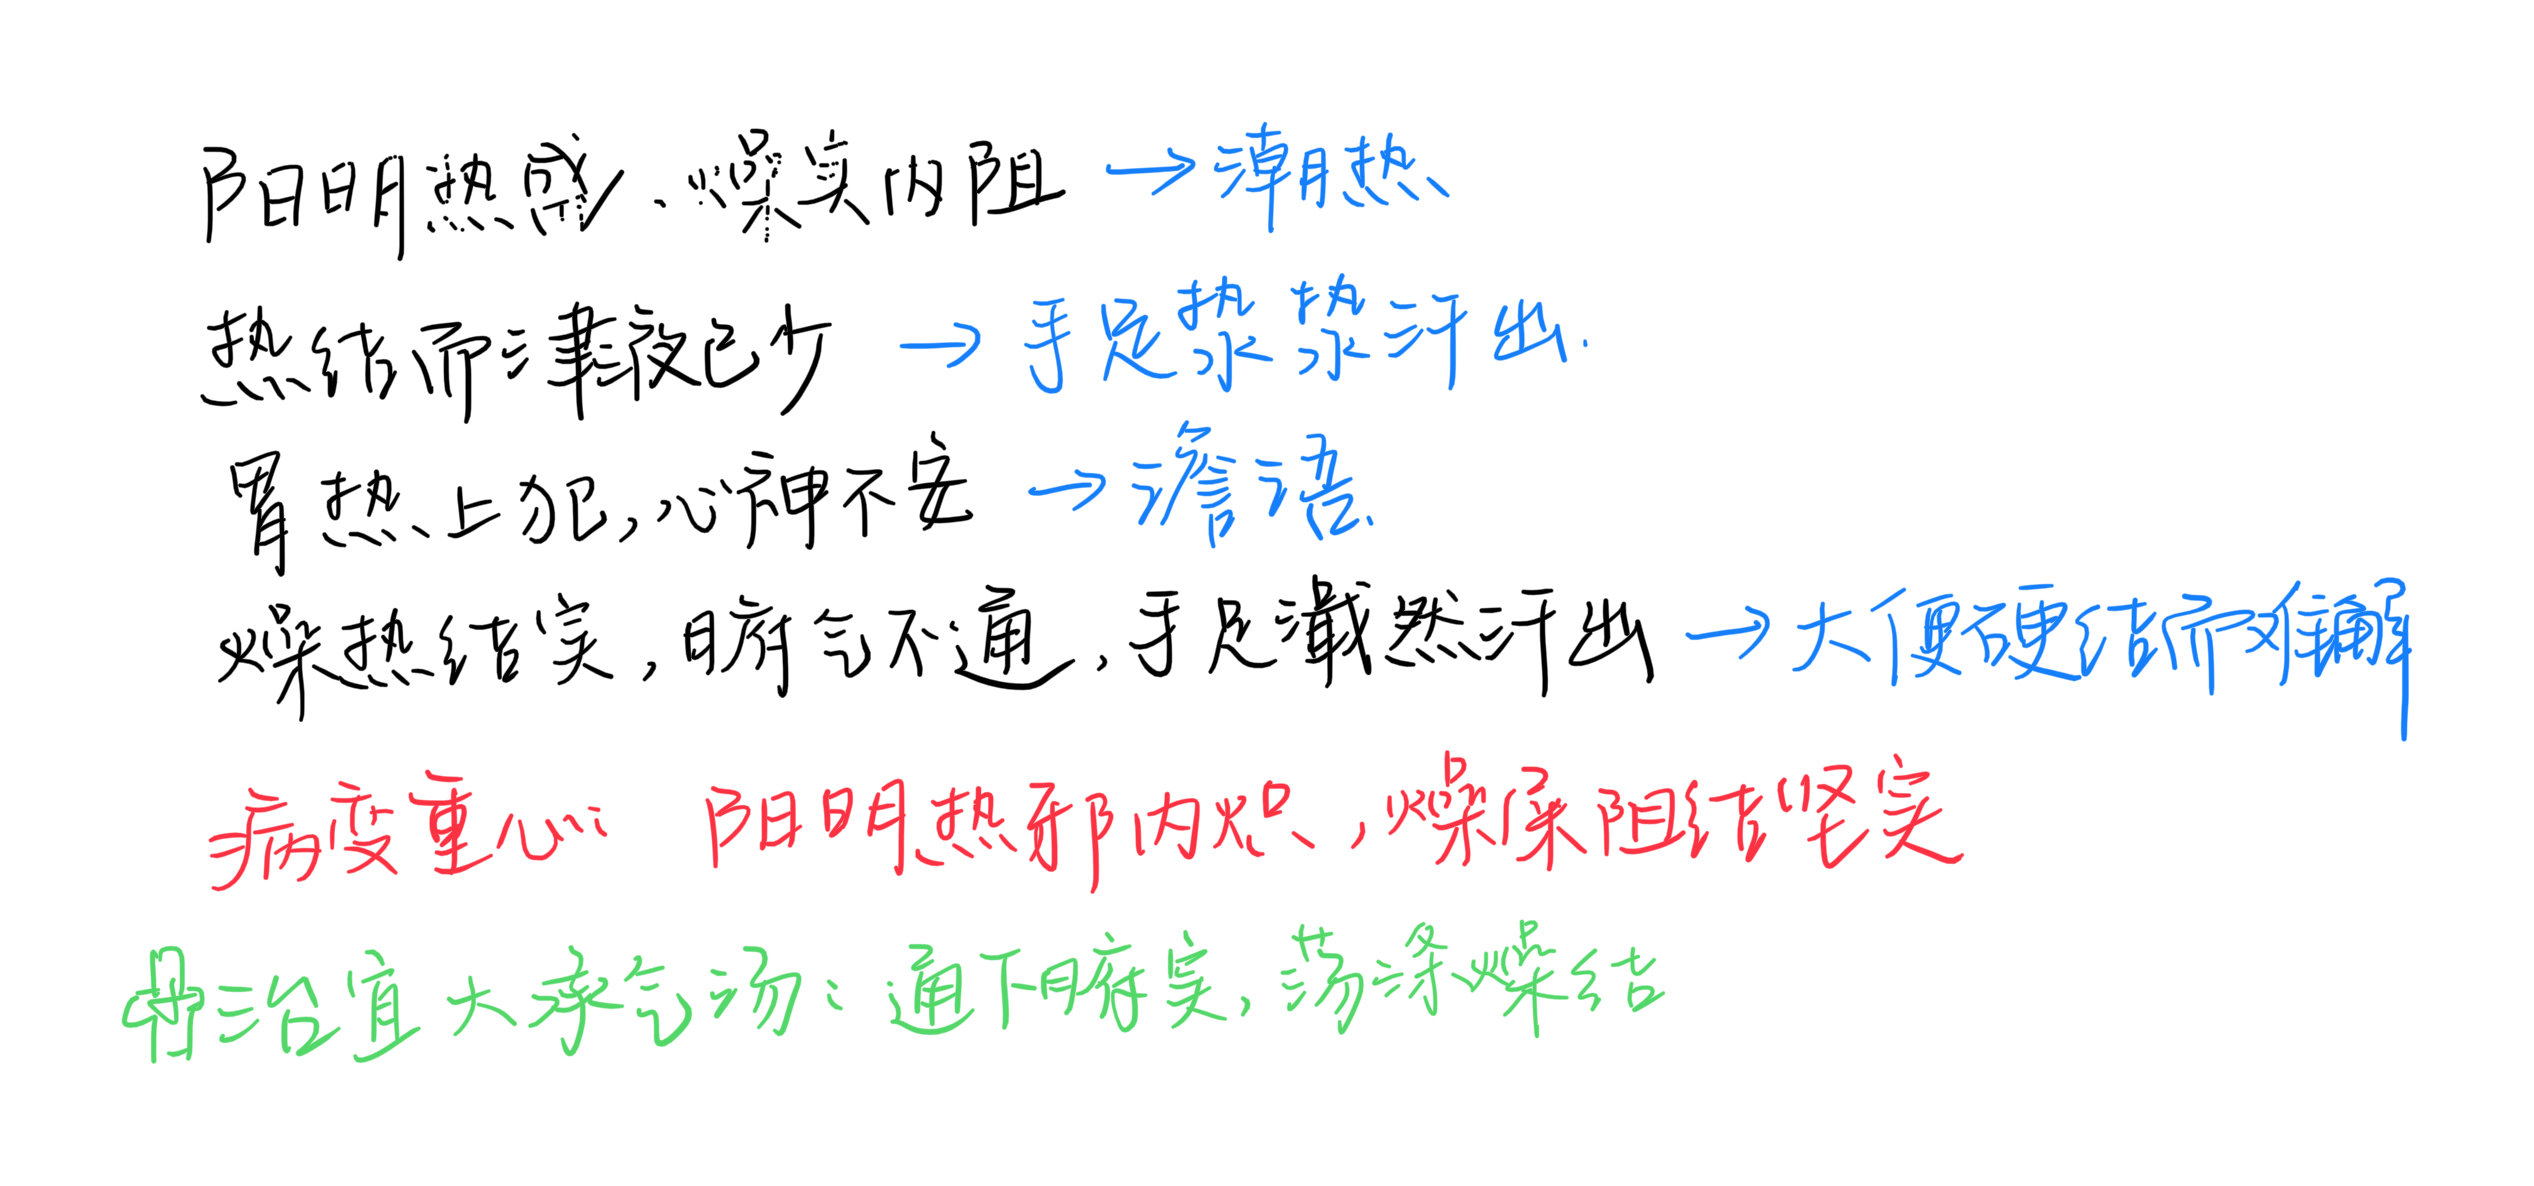 阳明热盛、燥实内阻 →潮热
热结而津液已少 →手足漐漐汗出.
胃热上犯,心神不安 →谵语.
燥热结实,腑气不通,手足濈然汗出 →大便硬结而难解
病变重心: 阳明热邪内炽,燥屎阻结坚实
治宜大承气汤:通下腑实,荡涤燥结